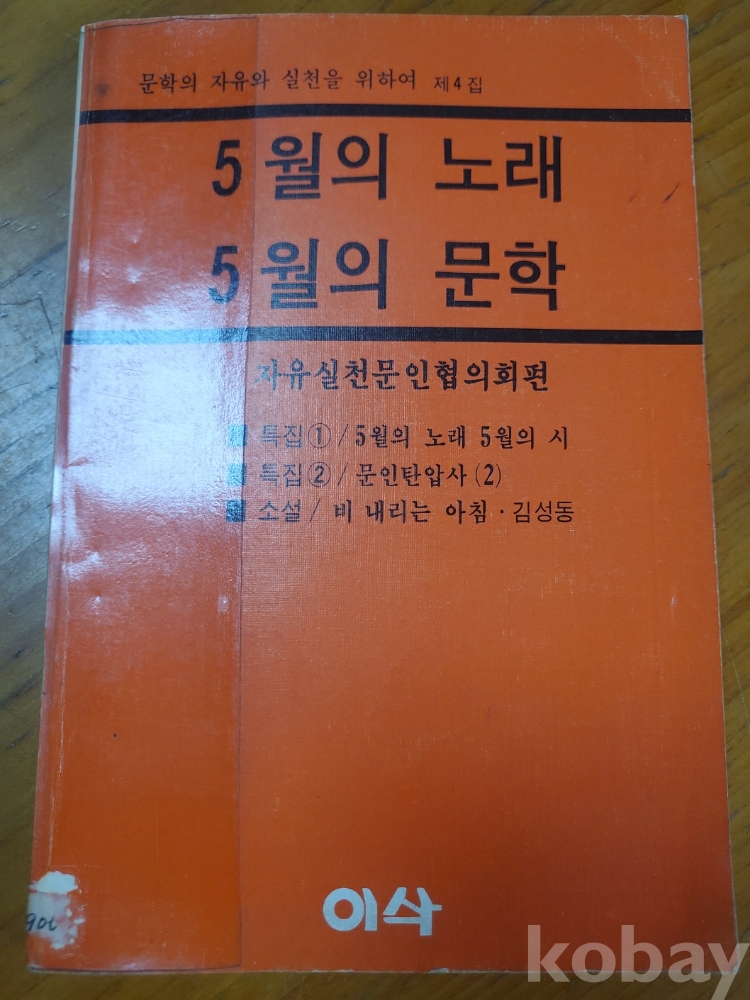 문학의 자유와 실천을 위하여 제4집
5월의 노래
5월의 문학
자유실천문인협의회편
■ 특집①/5월의 노래 5월의 시
■ 특집②/문인탄압사(2)
■ 소설/비 내리는 아침·김성동
이삭
kobay